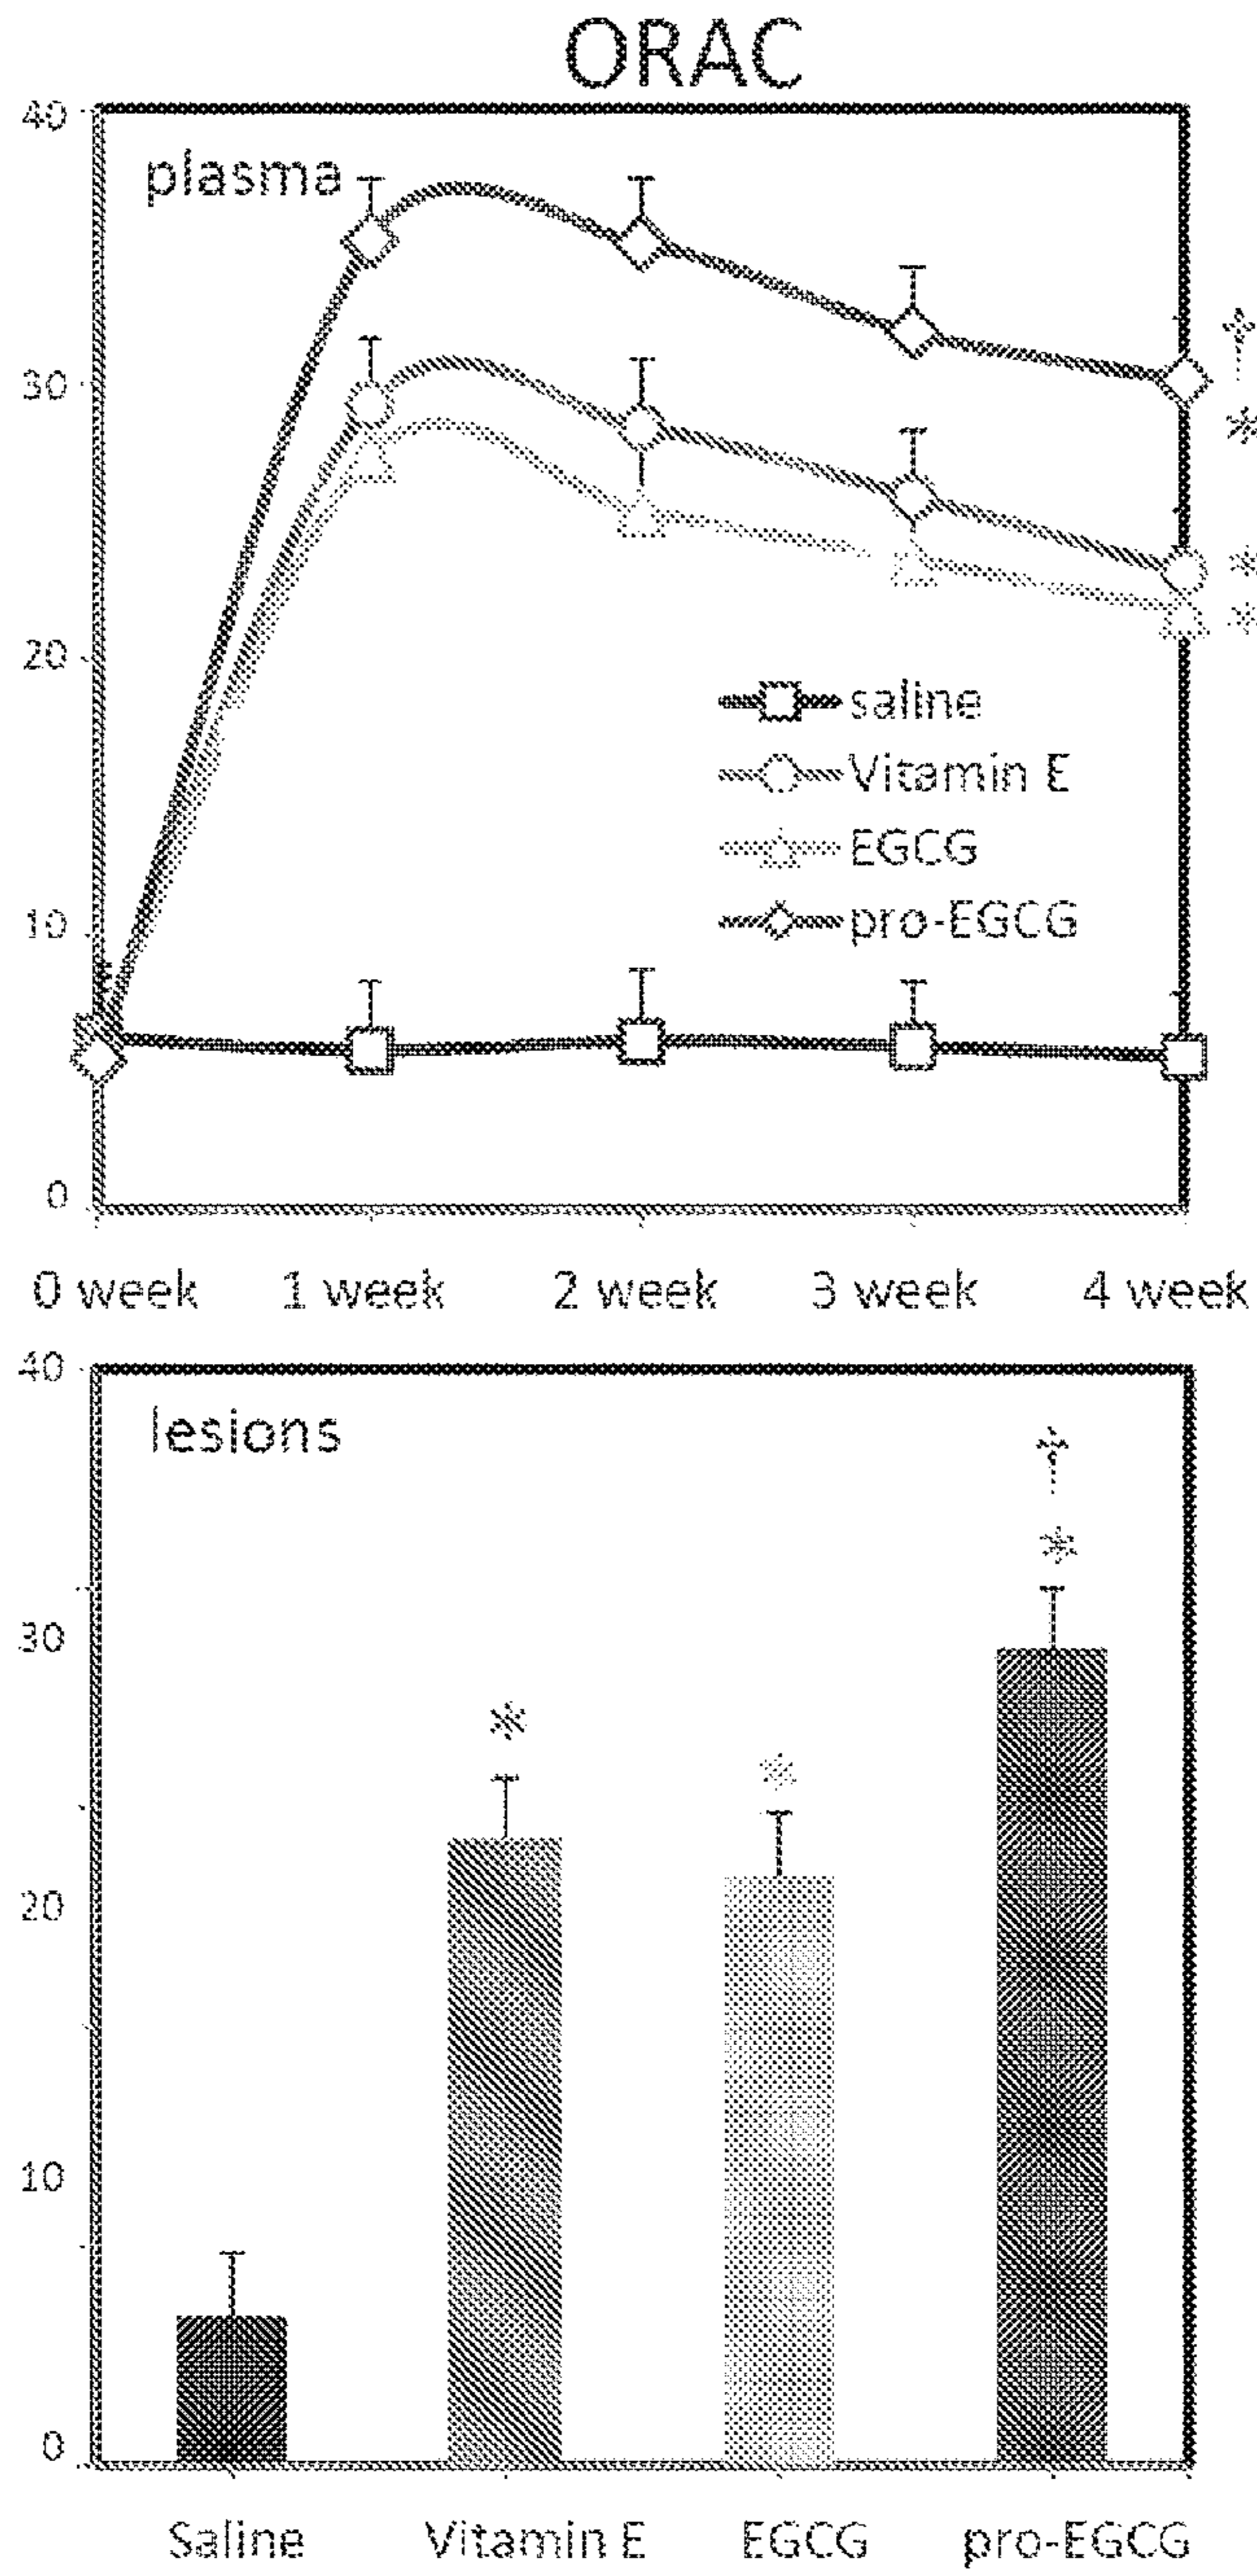 ORAC
40
plasma
†
30
*
*
20
*
saline
Vitamin E
EGCG
10
pro-EGCG
0
0 week 1 week 2 week 3 week 4 week
40
lesions
†
*
30
*
*
20
10
0
Saline Vitamin E EGCG pro-EGCG